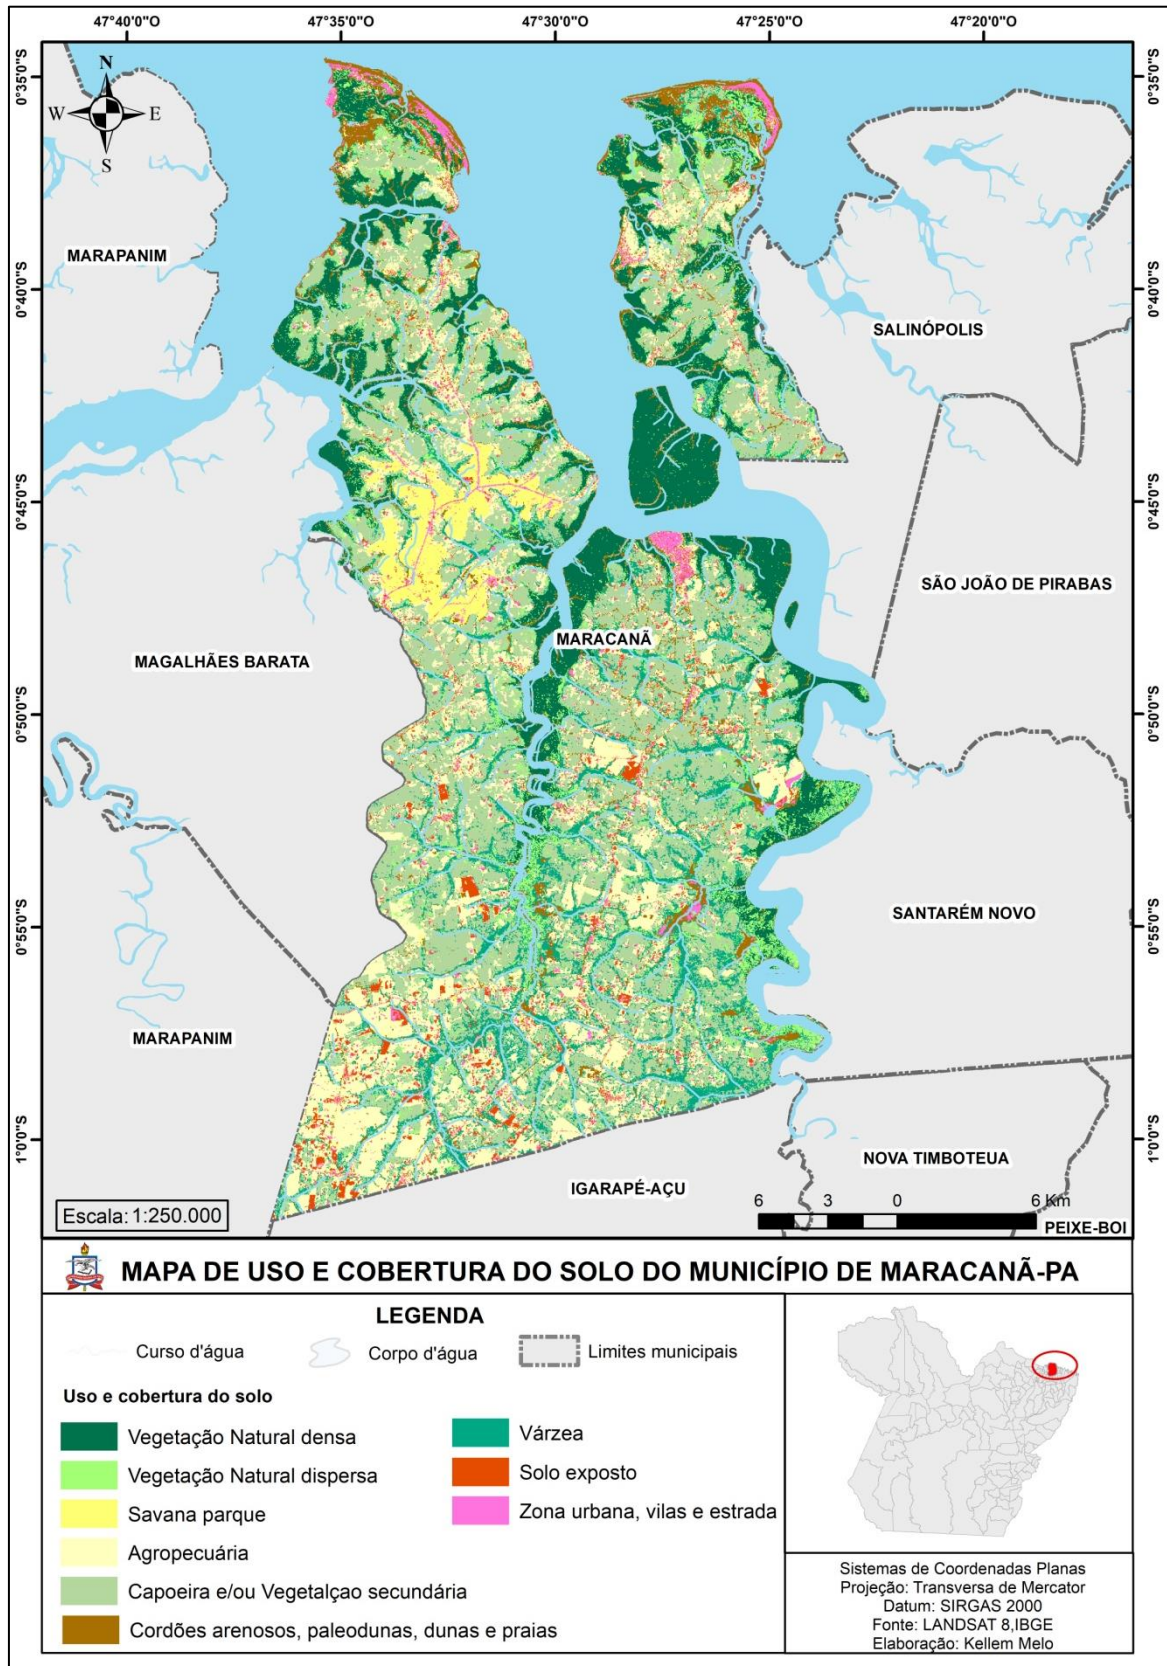 47°40'0"O 47°35'0"O 47°30'0"O 47°25'0"O 47°20'0"O
0°35'0"S 0°35'0"S
N
W E
S
MARAPANIM
0°40'0"S 0°40'0"S
SALINÓPOLIS
0°45'0"S 0°45'0"S
SÃO JOÃO DE PIRABAS
MARACANÃ
MAGALHÃES BARATA
0°50'0"S 0°50'0"S
SANTARÉM NOVO
0°55'0"S 0°55'0"S
MARAPANIM
1°0'0"S 1°0'0"S
NOVA TIMBOTEUA
IGARAPÉ-AÇU
6 3 0 6 Km
Escala: 1:250.000
PEIXE-BOI
MAPA DE USO E COBERTURA DO SOLO DO MUNICÍPIO DE MARACANÃ-PA
LEGENDA
Curso d'água Corpo d'água Limites municipais
Uso e cobertura do solo
Vegetação Natural densa
Vegetação Natural dispersa
Savana parque
Agropecuária
Capoeira e/ou Vegetalçao secundária
Cordões arenosos, paleodunas, dunas e praias
Várzea
Solo exposto
Zona urbana, vilas e estrada
Sistemas de Coordenadas Planas
Projeção: Transversa de Mercator
Datum: SIRGAS 2000
Fonte: LANDSAT 8,IBGE
Elaboração: Kellem Melo